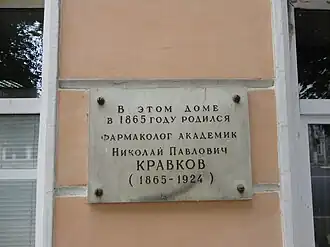 В ЭТОМ ДОМЕ
В 1865 ГОДУ РОДИЛСЯ
ФАРМАКОЛОГ АКАДЕМИК
НИКОЛАЙ ПАВЛОВИЧ
КРАВКОВ
(1865-1924)